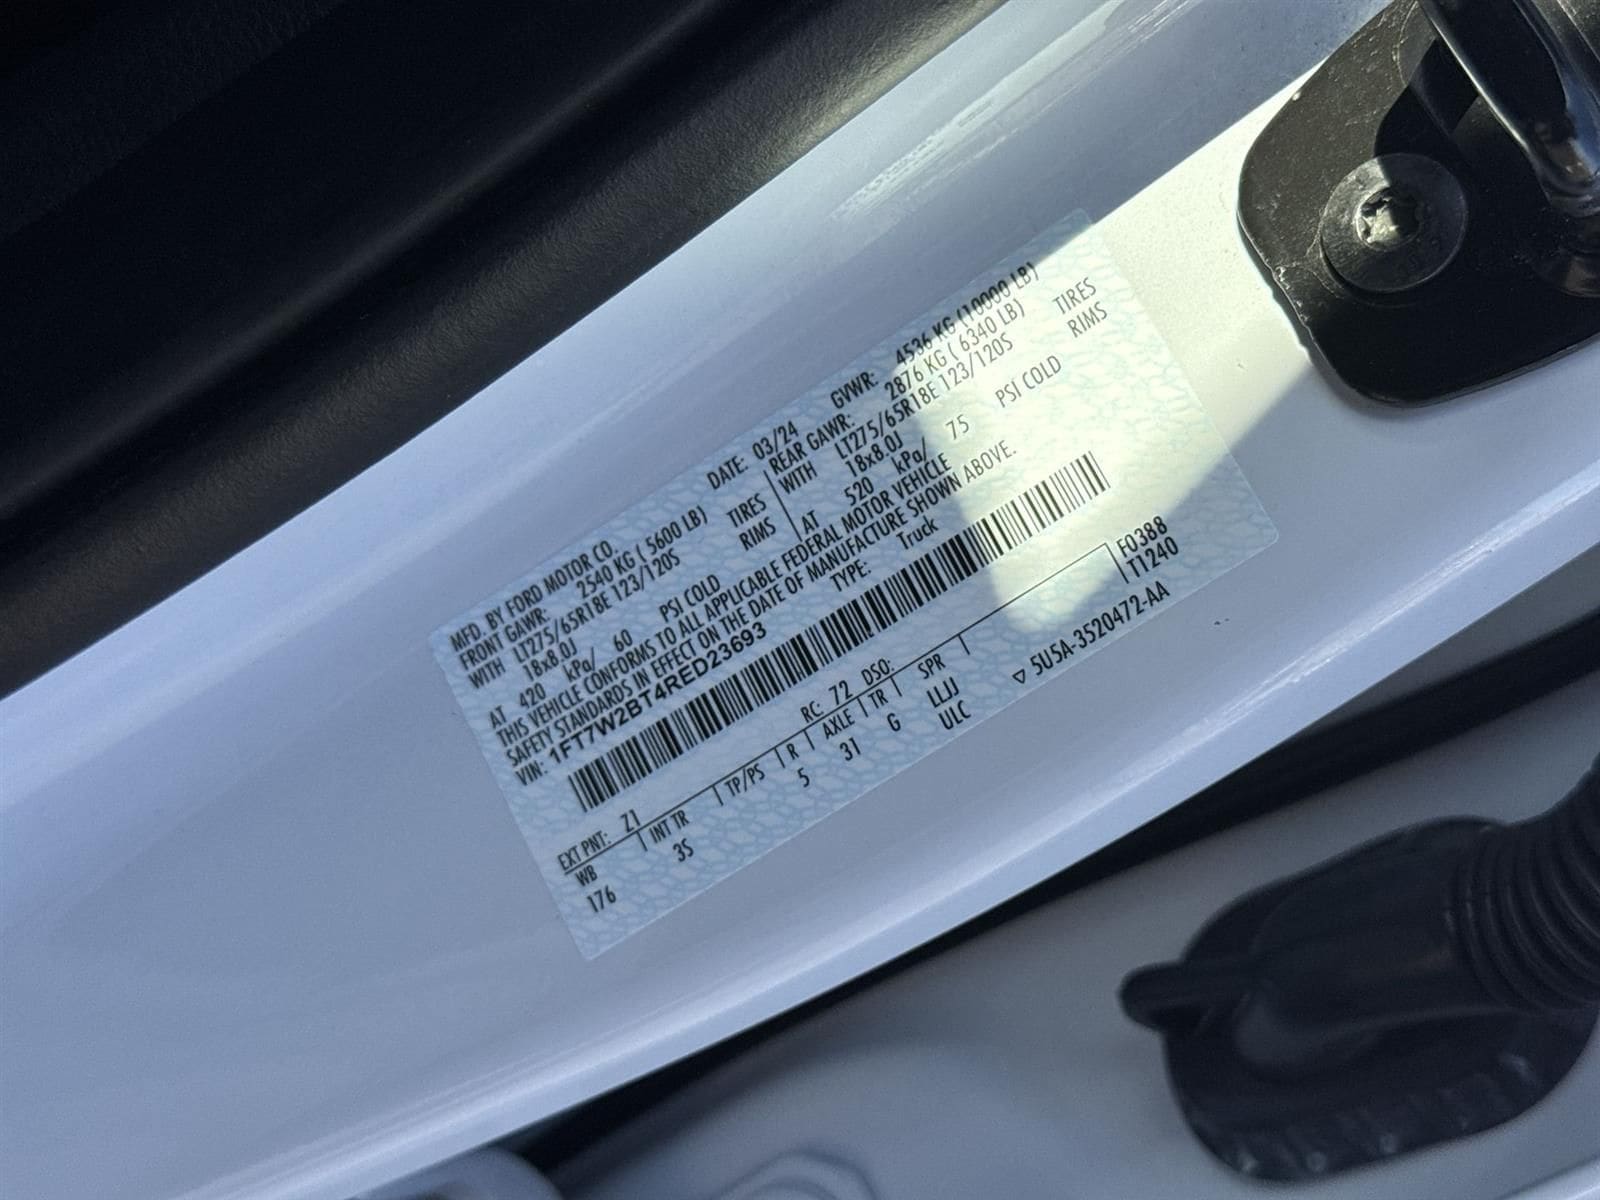 MFD. BY FORD MOTOR CO.
DATE: 03/24 GVWR: 4536 KG (10000 LB)
FRONT GAWR: 2540 KG ( 5600 LB) REAR GAWR: 2876 KG ( 6340 LB)
WITH LT275/65R18E 123/120S TIRES WITH LT275/65R18E 123/120S TIRES
18x8.0J RIMS 18x8.0J RIMS
AT 420 kPa/ 60 PSI COLD AT 520 kPa/ 75 PSI COLD
THIS VEHICLE CONFORMS TO ALL APPLICABLE FEDERAL MOTOR VEHICLE
SAFETY STANDARDS IN EFFECT ON THE DATE OF MANUFACTURE SHOWN ABOVE.
VIN: 1FT7W2BT4RED23693 TYPE: Truck
F0388
T1240
EXT PNT: Z1 RC: 72 DSO:
WB INT TR TP/PS R AXLE TR SPR
176 3S 5 31 G LLJJ
ULC
▽ 5U5A-3520472-AA